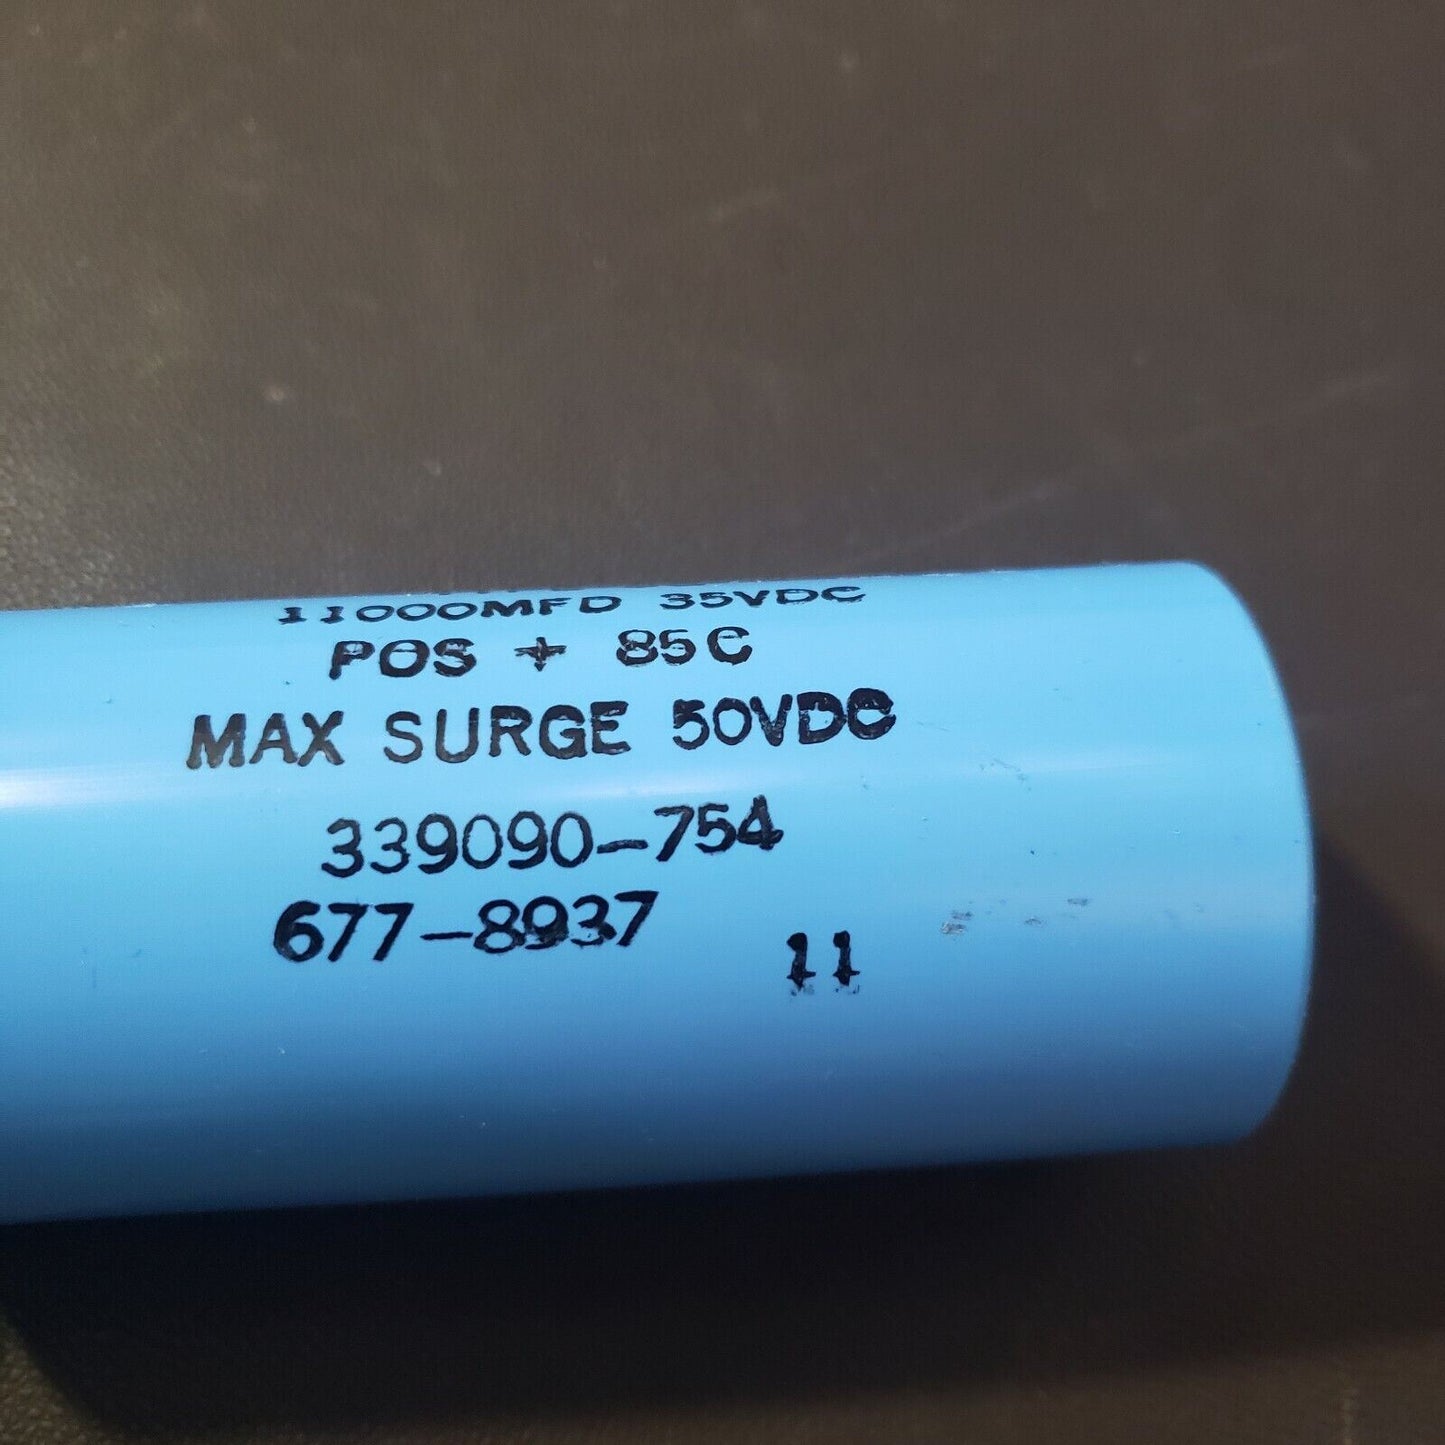 11000MFD 35VDC
POS + 85C
MAX SURGE 50VDC
339090-754
677-8937
11